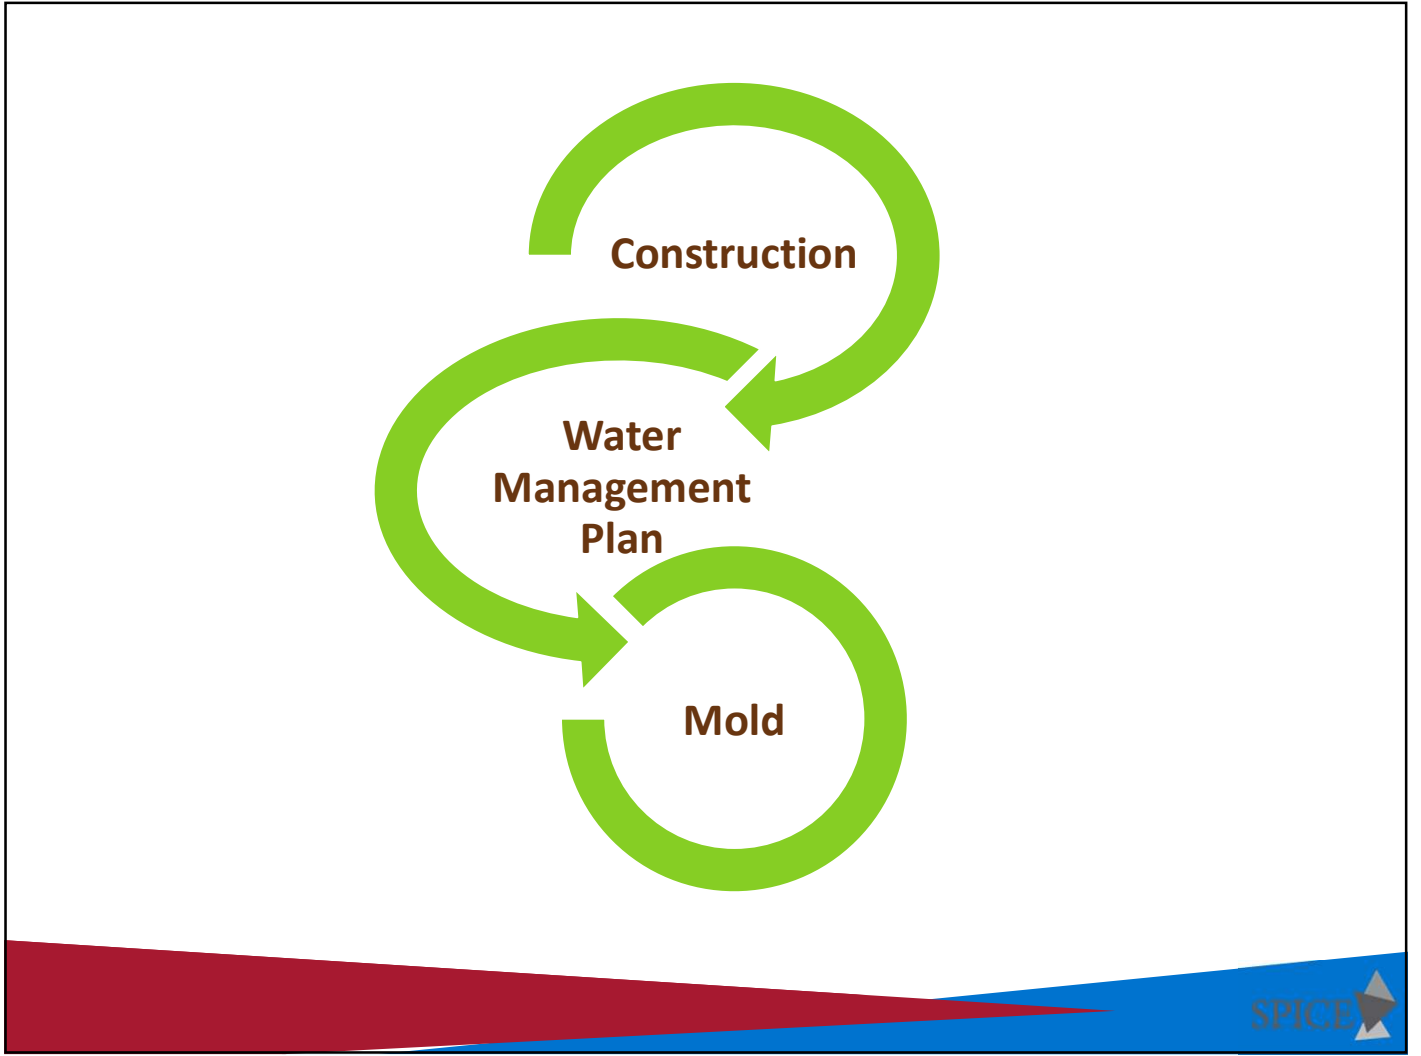 Construction
Water
Management
Plan
Mold
SPICE